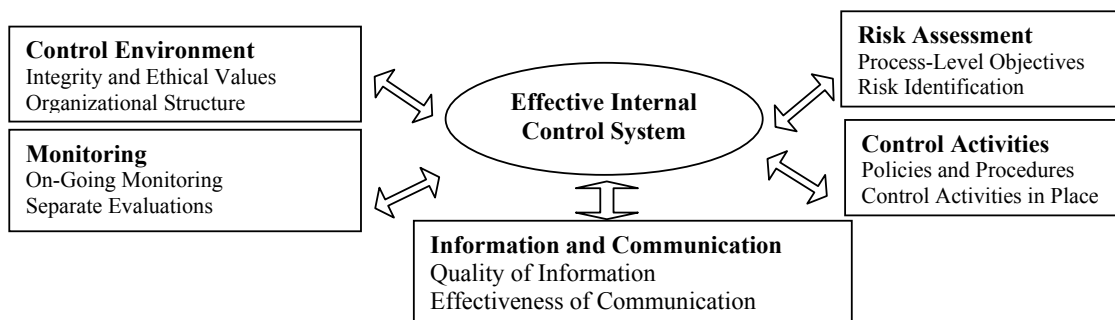 Control Environment
Integrity and Ethical Values
Organizational Structure
Monitoring
On-Going Monitoring
Separate Evaluations
Effective Internal
Control System
Risk Assessment
Process-Level Objectives
Risk Identification
Control Activities
Policies and Procedures
Control Activities in Place
Information and Communication
Quality of Information
Effectiveness of Communication